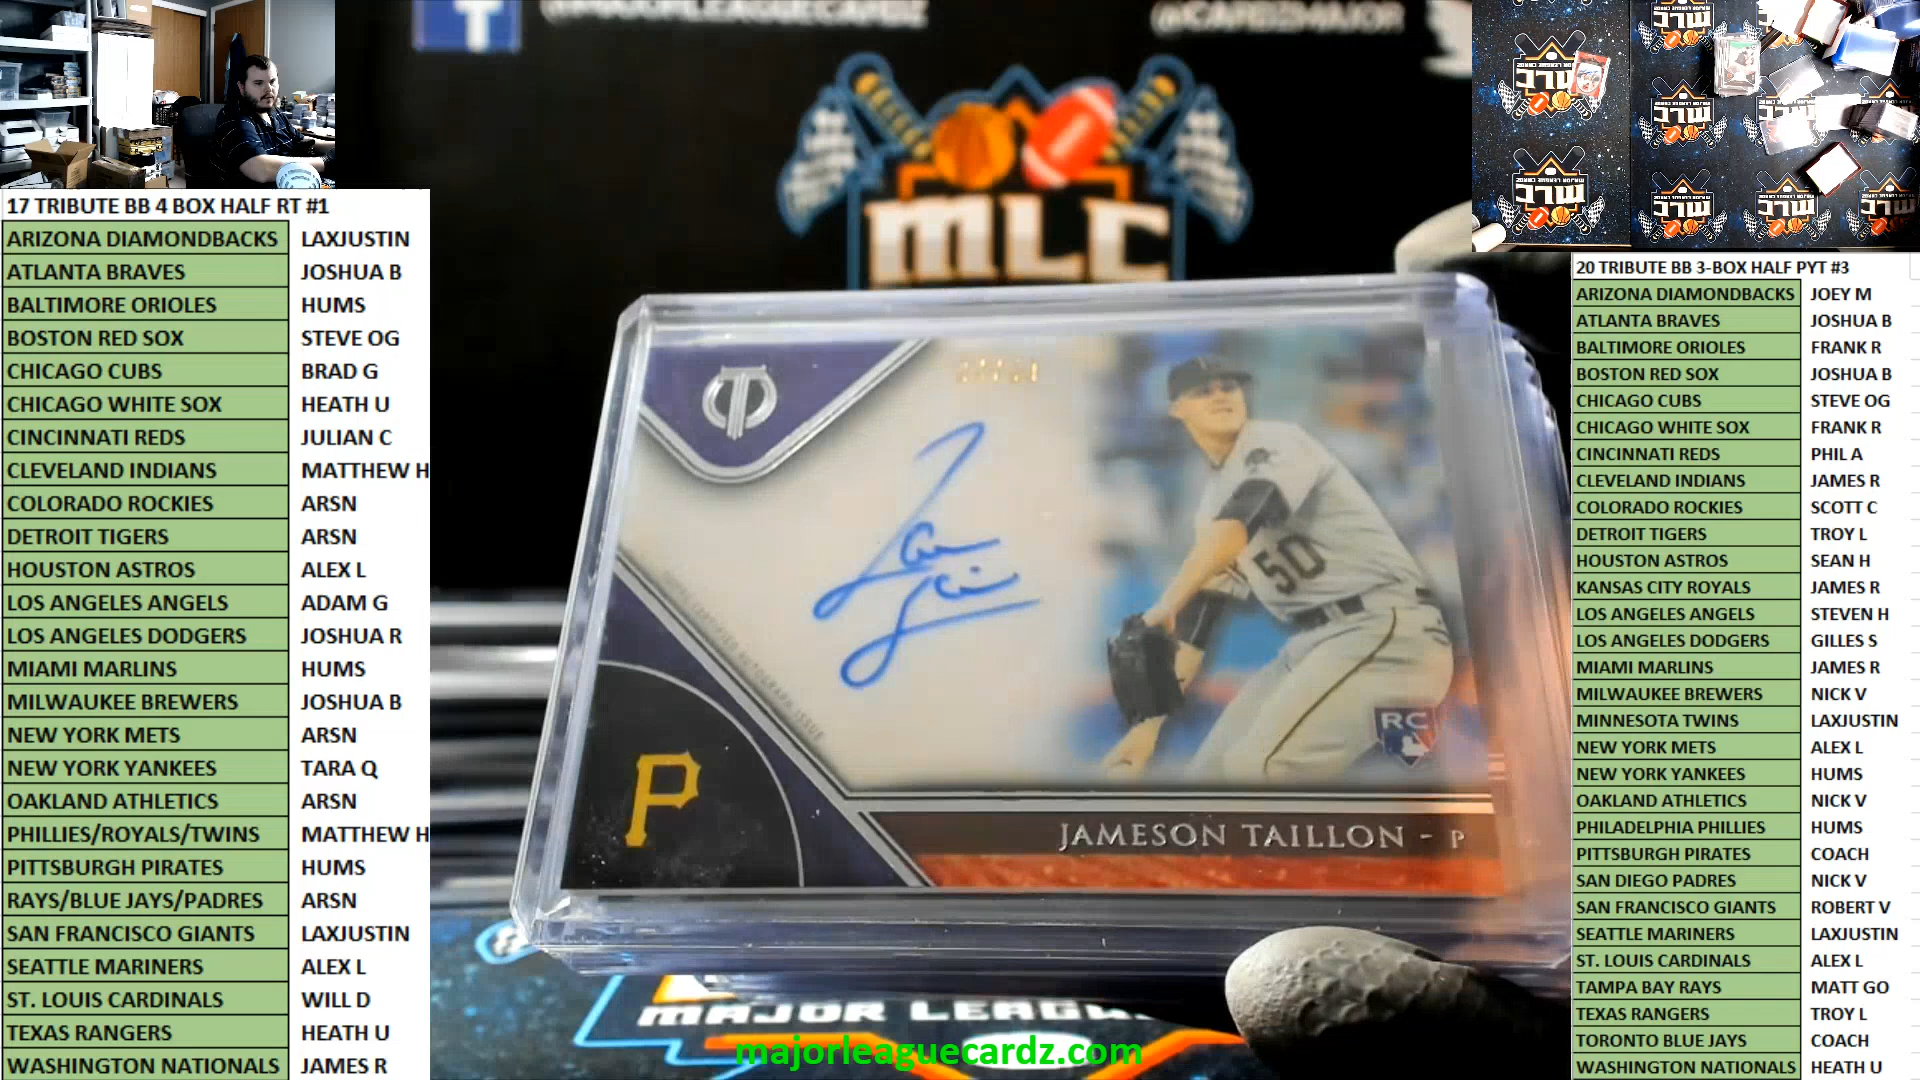 @MAJORLEAGUECARDZ
@CARDZMAJOR
MLC
17 TRIBUTE BB 4 BOX HALF RT #1
ARIZONA DIAMONDBACKS LAXJUSTIN
ATLANTA BRAVES JOSHUA B
BALTIMORE ORIOLES HUMS
BOSTON RED SOX STEVE OG
CHICAGO CUBS BRAD G
CHICAGO WHITE SOX HEATH U
CINCINNATI REDS JULIAN C
CLEVELAND INDIANS MATTHEW H
COLORADO ROCKIES ARSN
DETROIT TIGERS ARSN
HOUSTON ASTROS ALEX L
LOS ANGELES ANGELS ADAM G
LOS ANGELES DODGERS JOSHUA R
MIAMI MARLINS HUMS
MILWAUKEE BREWERS JOSHUA B
NEW YORK METS ARSN
NEW YORK YANKEES TARA Q
OAKLAND ATHLETICS ARSN
PHILLIES/ROYALS/TWINS MATTHEW H
PITTSBURGH PIRATES HUMS
RAYS/BLUE JAYS/PADRES ARSN
SAN FRANCISCO GIANTS LAXJUSTIN
SEATTLE MARINERS ALEX L
ST. LOUIS CARDINALS WILL D
TEXAS RANGERS HEATH U
WASHINGTON NATIONALS JAMES R
T
50
RC
CERTIFIED AUTOGRAPH ISSUE
P
JAMESON TAILLON - P
MAJOR LEAGU
majorleaguecardz.com
20 TRIBUTE BB 3-BOX HALF PYT #3
ARIZONA DIAMONDBACKS JOEY M
ATLANTA BRAVES JOSHUA B
BALTIMORE ORIOLES FRANK R
BOSTON RED SOX JOSHUA B
CHICAGO CUBS STEVE OG
CHICAGO WHITE SOX FRANK R
CINCINNATI REDS PHIL A
CLEVELAND INDIANS JAMES R
COLORADO ROCKIES SCOTT C
DETROIT TIGERS TROY L
HOUSTON ASTROS SEAN H
KANSAS CITY ROYALS JAMES R
LOS ANGELES ANGELS STEVEN H
LOS ANGELES DODGERS GILLES S
MIAMI MARLINS JAMES R
MILWAUKEE BREWERS NICK V
MINNESOTA TWINS LAXJUSTIN
NEW YORK METS ALEX L
NEW YORK YANKEES HUMS
OAKLAND ATHLETICS NICK V
PHILADELPHIA PHILLIES HUMS
PITTSBURGH PIRATES COACH
SAN DIEGO PADRES NICK V
SAN FRANCISCO GIANTS ROBERT V
SEATTLE MARINERS LAXJUSTIN
ST. LOUIS CARDINALS ALEX L
TAMPA BAY RAYS MATT GO
TEXAS RANGERS TROY L
TORONTO BLUE JAYS COACH
WASHINGTON NATIONALS HEATH U